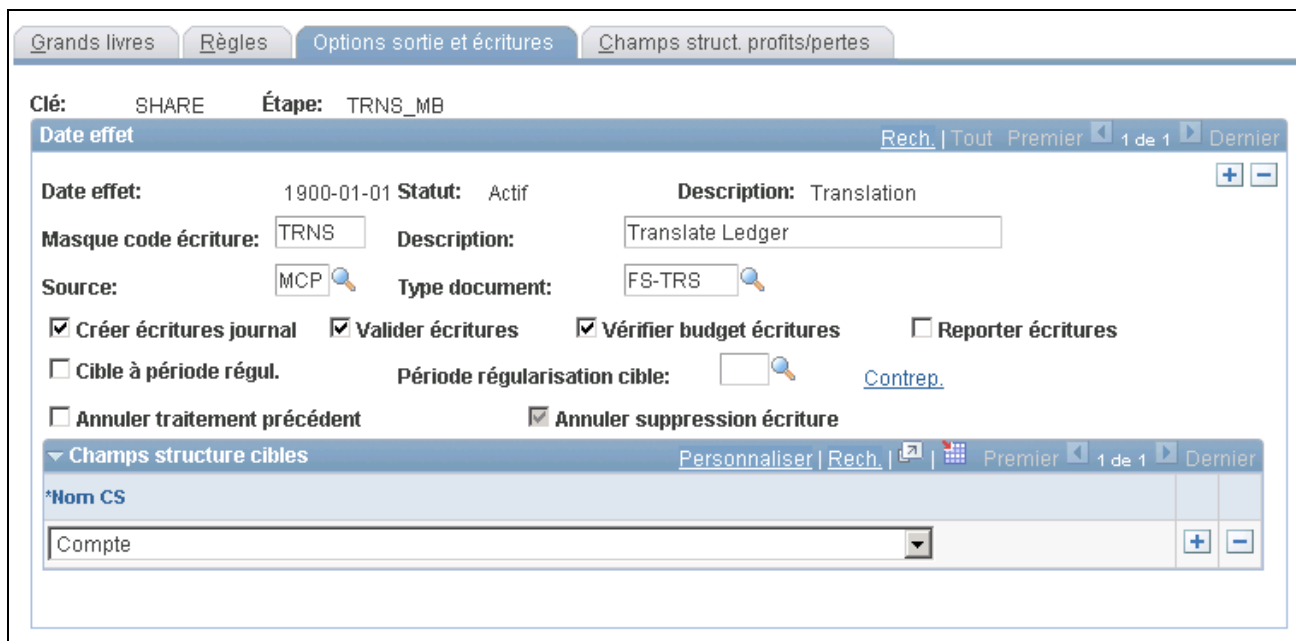 Grands livres Règles Options sortie et écritures Champs struct. profits/pertes
Clé: SHARE Étape: TRNS_MB
Date effet Rech. | Tout Premier 1 de 1 Dernier
Date effet: 1900-01-01 Statut: Actif Description: Translation
Masque code écriture: TRNS Description: Translate Ledger
Source: MCP Type document: FS-TRS
Créer écritures journal Valider écritures Vérifier budget écritures Reporter écritures
Cible à période régul. Période régularisation cible: Contrep.
Annuler traitement précédent Annuler suppression écriture
Champs structure cibles Personnaliser | Rech. | | Premier 1 de 1 Dernier
*Nom CS
Compte